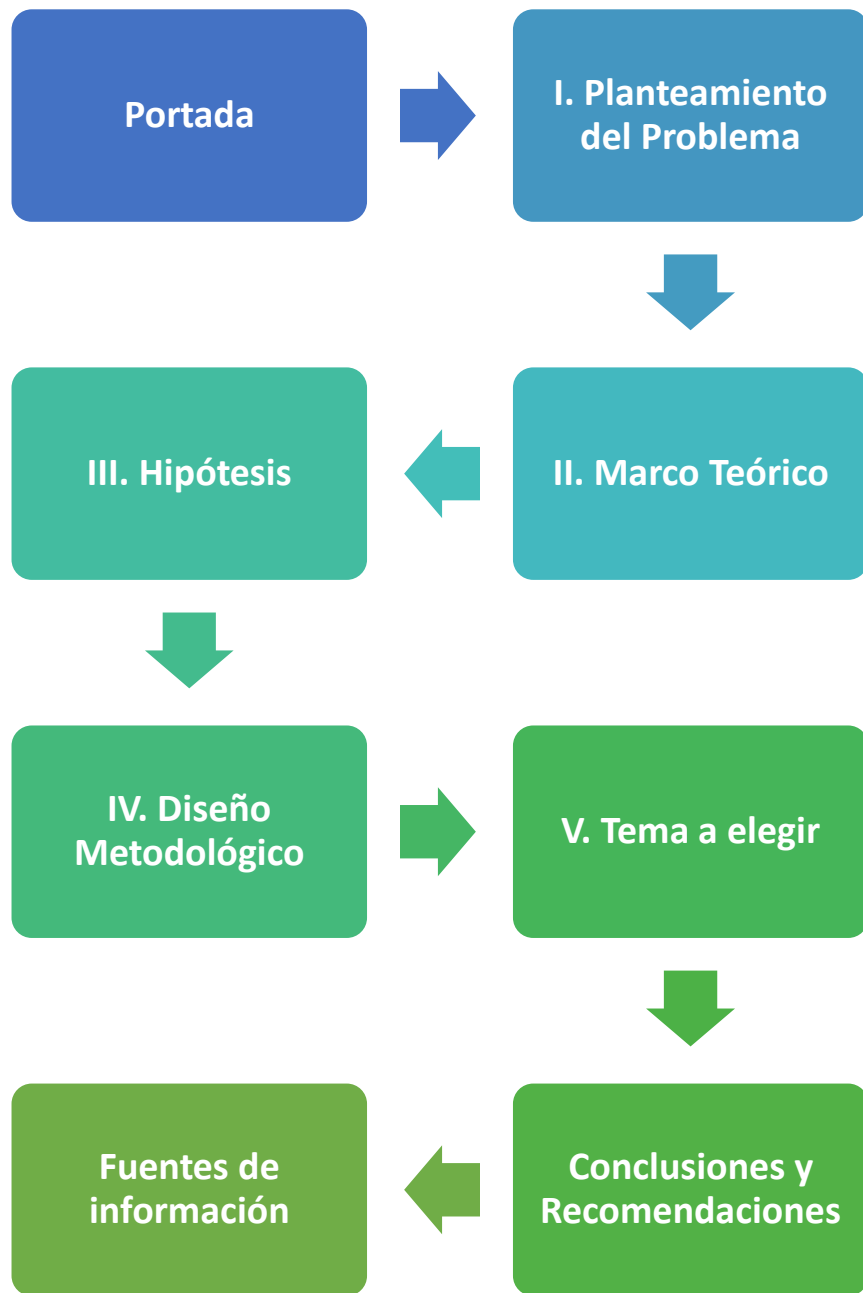 Portada
I. Planteamiento
del Problema
II. Marco Teórico
III. Hipótesis
IV. Diseño
Metodológico
V. Tema a elegir
Conclusiones y
Recomendaciones
Fuentes de
información